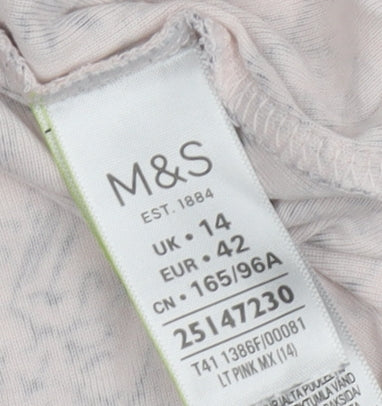 M&S
EST. 1884
UK • 14
EUR • 42
CN • 165/96A
25147230
T41 1386F/00081
LT PINK MX (14)